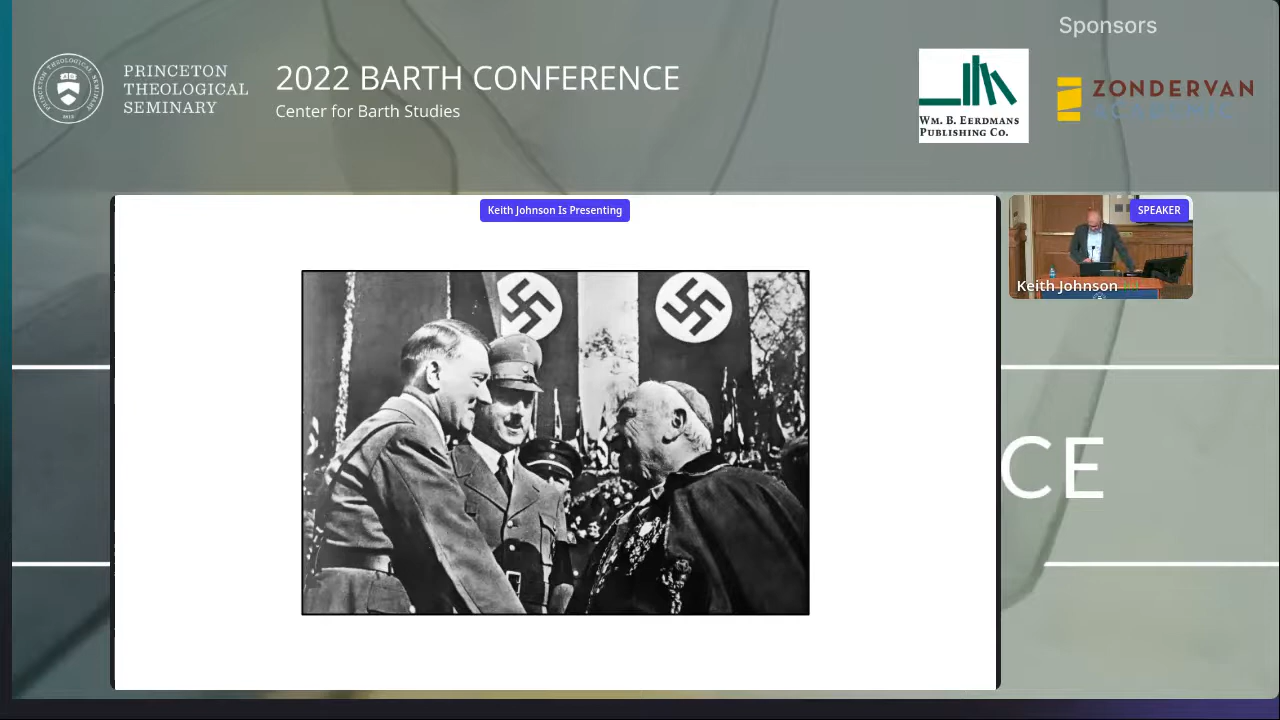 Sponsors
PRINCETON
THEOLOGICAL
SEMINARY
2022 BARTH CONFERENCE
Center for Barth Studies
WM. B. EERDMANS
PUBLISHING CO.
ZONDERVAN
ACADEMIC
Keith Johnson Is Presenting
SPEAKER
Keith Johnson
CE